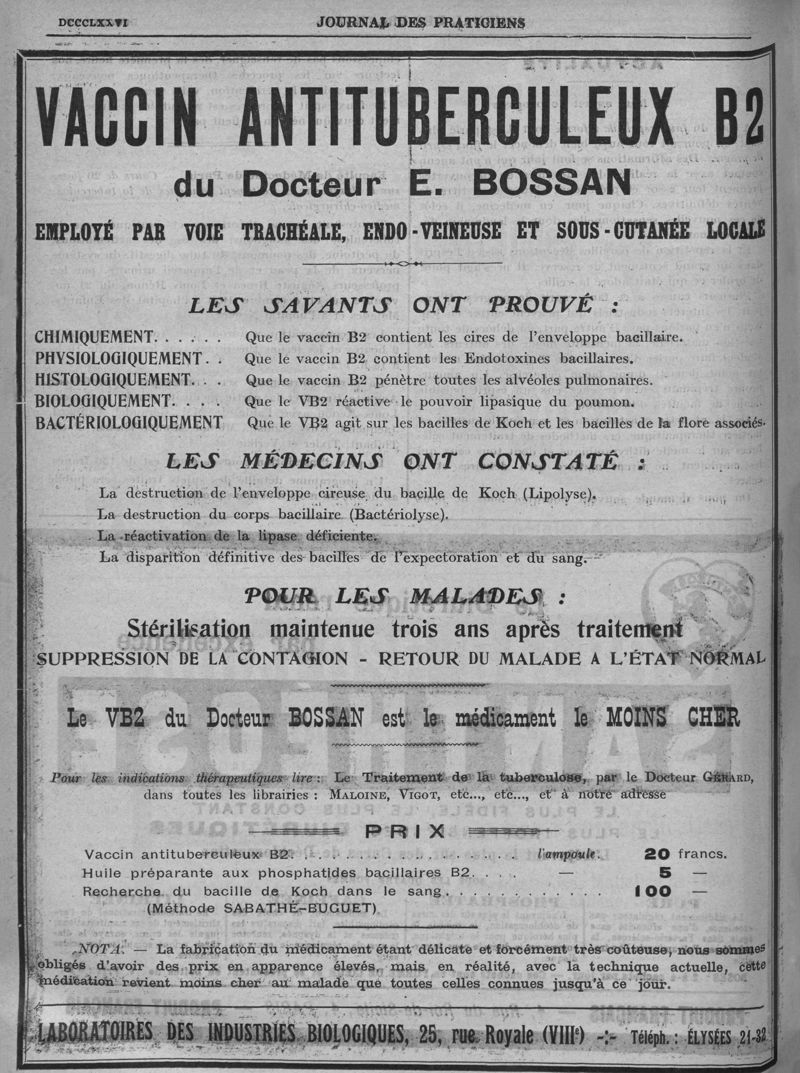 DCCCLXXVI
JOURNAL DES PRATICIENS
VACCIN ANTITUBERCULEUX B2
du Docteur E. BOSSAN
EMPLOYÉ PAR VOIE TRACHÉALE, ENDO-VEINEUSE ET SOUS-CUTANÉE LOCALE
LES SAVANTS ONT PROUVÉ :
CHIMIQUEMENT. . . . . . Que le vaccin B2 contient les cires de l'enveloppe bacillaire.
PHYSIOLOGIQUEMENT. . Que le vaccin B2 contient les Endotoxines bacillaires.
HISTOLOGIQUEMENT. . . Que le vaccin B2 pénètre toutes les alvéoles pulmonaires.
BIOLOGIQUEMENT. . . . Que le VB2 réactive le pouvoir lipasique du poumon.
BACTÉRIOLOGIQUEMENT Que le VB2 agit sur les bacilles de Koch et les bacilles de la flore associés.
LES MÉDECINS ONT CONSTATÉ :
La destruction de l'enveloppe cireuse du bacille de Koch (Lipolyse).
La destruction du corps bacillaire (Bactériolyse).
La réactivation de la lipase déficiente.
La disparition définitive des bacilles de l'expectoration et du sang.
POUR LES MALADES :
Stérilisation maintenue trois ans après traitement
SUPPRESSION DE LA CONTAGION - RETOUR DU MALADE A L'ÉTAT NORMAL
Le VB2 du Docteur BOSSAN est le médicament le MOINS CHER
Pour les indications thérapeutiques lire : Le Traitement de la tuberculose, par le Docteur GÉRARD,
dans toutes les librairies : MALOINE, VIGOT, etc..., etc..., et à notre adresse
PRIX
Vaccin antituberculeux B2. . . . . . . . . . . . . . . l'ampoule. 20 francs.
Huile préparante aux phosphatides bacillaires B2. . . . — 5 —
Recherche du bacille de Koch dans le sang. . . . . . . . . . . . 100 —
(Méthode SABATHÉ-BUGUET)
NOTA. — La fabrication du médicament étant délicate et forcément très coûteuse, nous sommes
obligés d'avoir des prix en apparence élevés, mais en réalité, avec la technique actuelle, cette
médication revient moins cher au malade que toutes celles connues jusqu'à ce jour.
LABORATOIRES DES INDUSTRIES BIOLOGIQUES, 25, rue Royale (VIIIe) -:- Téléph. : ÉLYSÉES 21-32